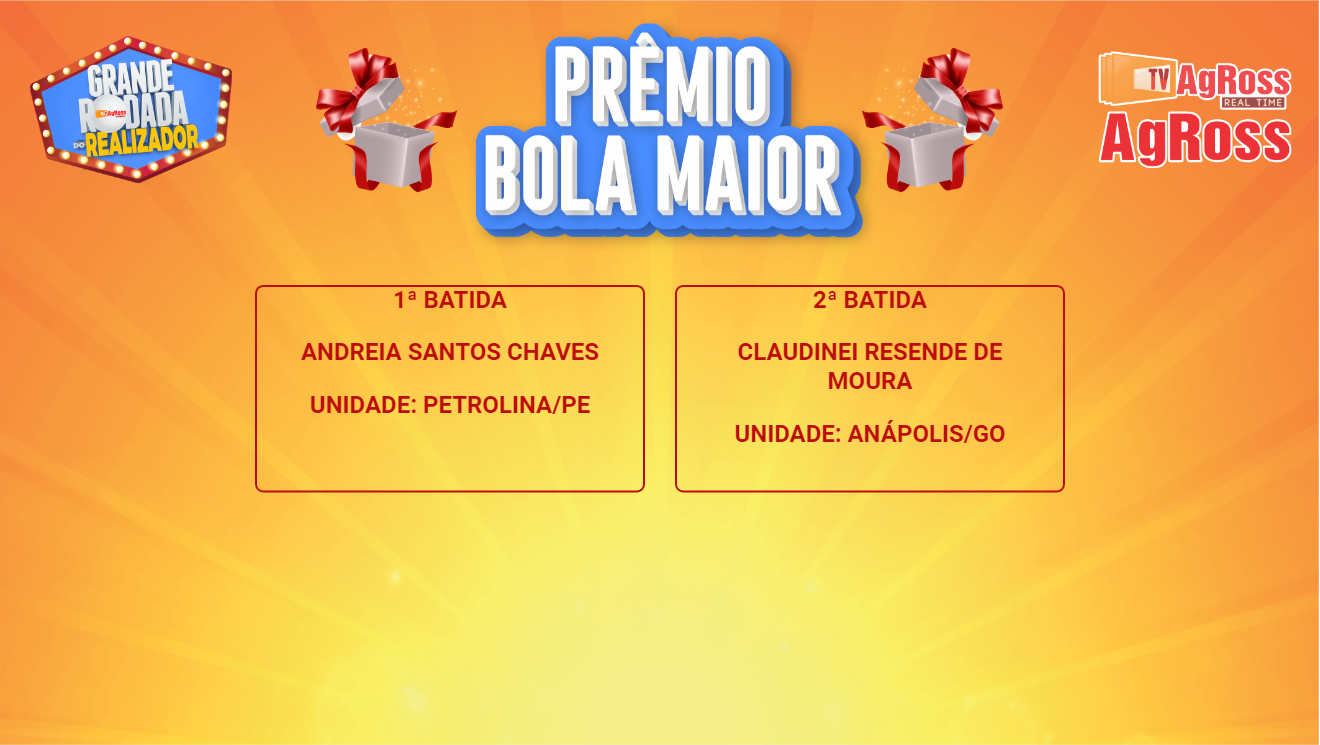 GRANDE
RODADA
DO REALIZADOR
PRÊMIO
BOLA MAIOR
TV AgRoss
REAL TIME
AgRoss
1ª BATIDA
ANDREIA SANTOS CHAVES
UNIDADE: PETROLINA/PE
2ª BATIDA
CLAUDINEI RESENDE DE
MOURA
UNIDADE: ANÁPOLIS/GO